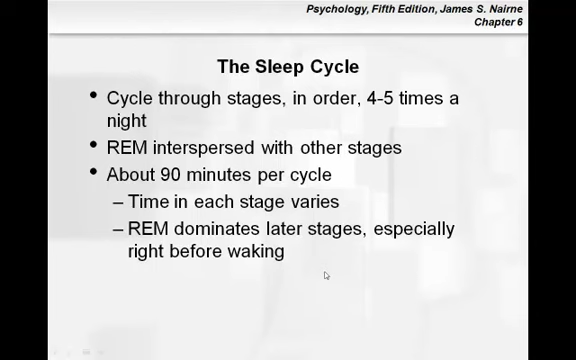 Psychology, Fifth Edition, James S. Nairne
Chapter 6
The Sleep Cycle
• Cycle through stages, in order, 4-5 times a
night
• REM interspersed with other stages
• About 90 minutes per cycle
– Time in each stage varies
– REM dominates later stages, especially
right before waking